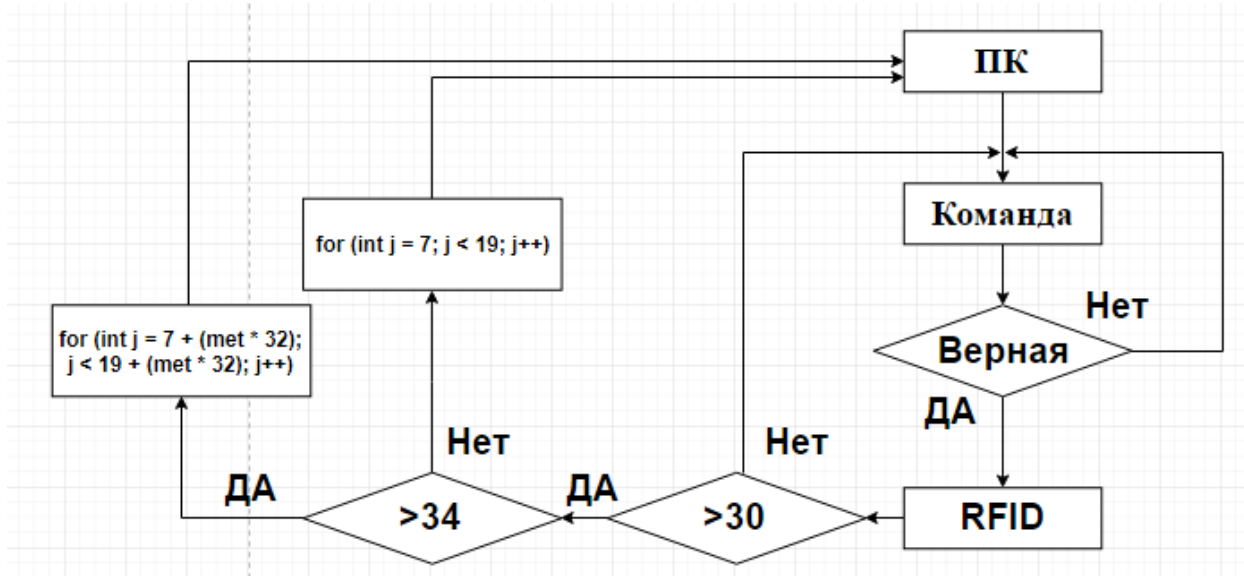 ПК
Команда
Нет
Верная
ДА
RFID
for (int j = 7; j < 19; j++)
for (int j = 7 + (met * 32);
j < 19 + (met * 32); j++)
Нет
Нет
ДА
ДА
>34
>30